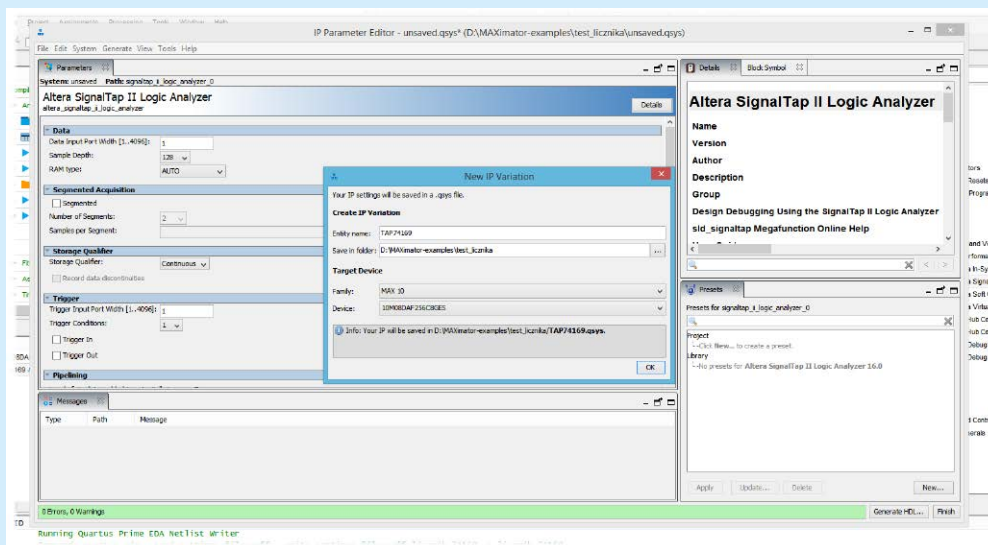 IP Parameter Editor - unsaved.qsys* (D:\MAXimator-examples\test_licznika\unsaved.qsys)
File Edit System Generate View Tools Help
Parameters
System: unsaved Path: signaltap_ii_logic_analyzer_0
Altera SignalTap II Logic Analyzer
altera_signaltap_ii_logic_analyzer
Details
Data
Data Input Port Width [1..4096]: 1
Sample Depth: 128
RAM type: AUTO
Segmented Acquisition
Segmented
Number of Segments: 2
Samples per Segment:
Storage Qualifier
Storage Qualifier: Continuous
Record data discontinuities
Trigger
Trigger Input Port Width [1..4096]: 1
Trigger Conditions: 1
Trigger In
Trigger Out
Pipelining
New IP Variation
Your IP settings will be saved in a .qsys file.
Create IP Variation
Entity name: TAP74169
Save in folder: D:\MAXimator-examples\test_licznika ...
Target Device
Family: MAX 10
Device: 10M08DAF256C8GES
Info: Your IP will be saved in D:\MAXimator-examples\test_licznika/TAP74169.qsys.
OK
Messages
Type Path Message
0 Errors, 0 Warnings
Details Block Symbol
Altera SignalTap II Logic Analyzer
Name
Version
Author
Description
Group
Design Debugging Using the SignalTap II Logic Analyzer
sld_signaltap Megafunction Online Help
Presets
Presets for signaltap_ii_logic_analyzer_0
Project
Click New... to create a preset.
Library
No presets for Altera SignalTap II Logic Analyzer 16.0
Apply Update... Delete New...
Generate HDL... Finish
Running Quartus Prime EDA Netlist Writer